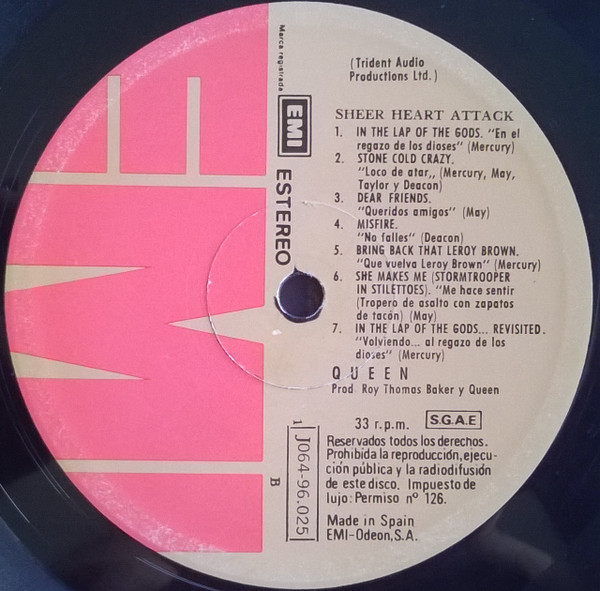 (Trident Audio
Productions Ltd.)
Marca registrada
EMI
ESTEREO
SHEER HEART ATTACK
1. IN THE LAP OF THE GODS. "En el
regazo de los dioses" (Mercury)
2. STONE COLD CRAZY.
"Loco de atar,, (Mercury, May,
Taylor y Deacon)
3. DEAR FRIENDS.
"Queridos amigos" (May)
4. MISFIRE.
"No falles" (Deacon)
5. BRING BACK THAT LEROY BROWN.
"Que vuelva Leroy Brown" (Mercury)
6. SHE MAKES ME (STORMTROOPER
IN STILETTOES). "Me hace sentir
(Tropero de asalto con zapatos
de tacón) (May)
7. IN THE LAP OF THE GODS... REVISITED.
"Volviendo... al regazo de los
dioses" (Mercury)
QUEEN
Prod. Roy Thomas Baker y Queen
33 r.p.m. S.G.A.E
1 J064-96.025
B
Reservados todos los derechos.
Prohibida la reproducción, ejecu-
ción pública y la radiodifusión
de este disco. Impuesto de
lujo: Permiso nº 126.
Made in Spain
EMI-Odeon, S.A.
EMI